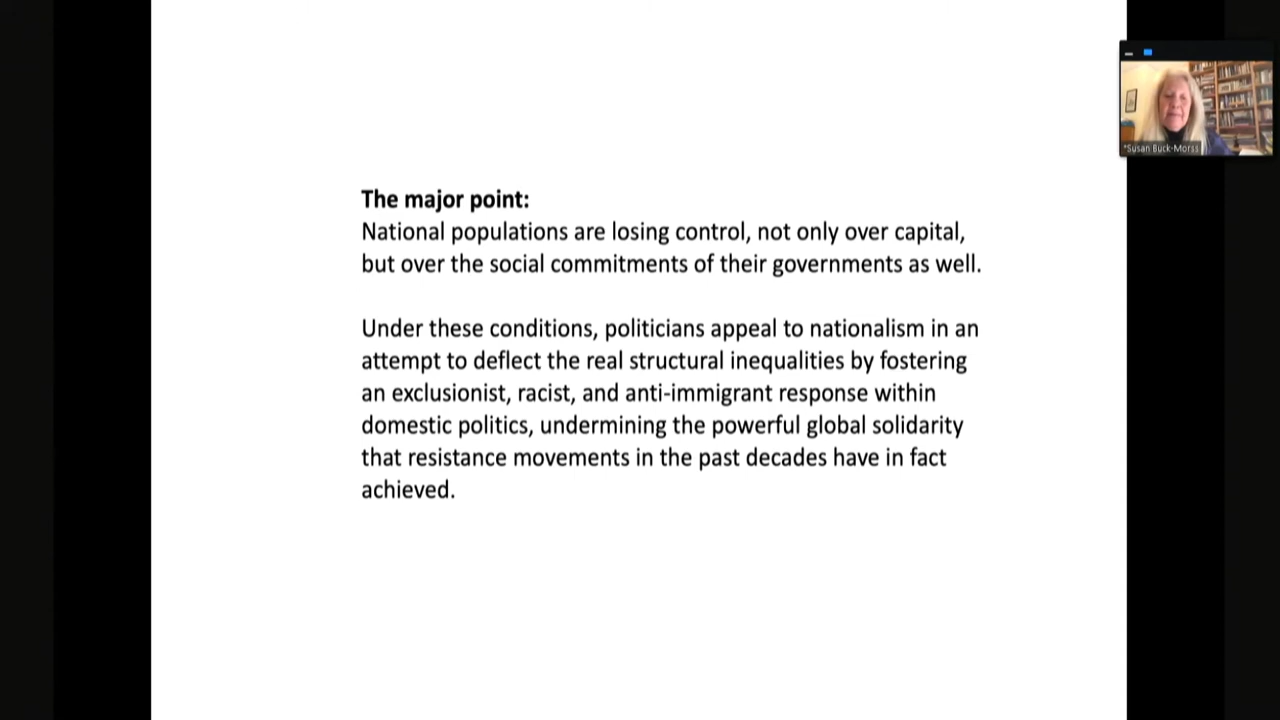 The major point:
National populations are losing control, not only over capital,
but over the social commitments of their governments as well.
Under these conditions, politicians appeal to nationalism in an
attempt to deflect the real structural inequalities by fostering
an exclusionist, racist, and anti-immigrant response within
domestic politics, undermining the powerful global solidarity
that resistance movements in the past decades have in fact
achieved.
*Susan Buck-Morss